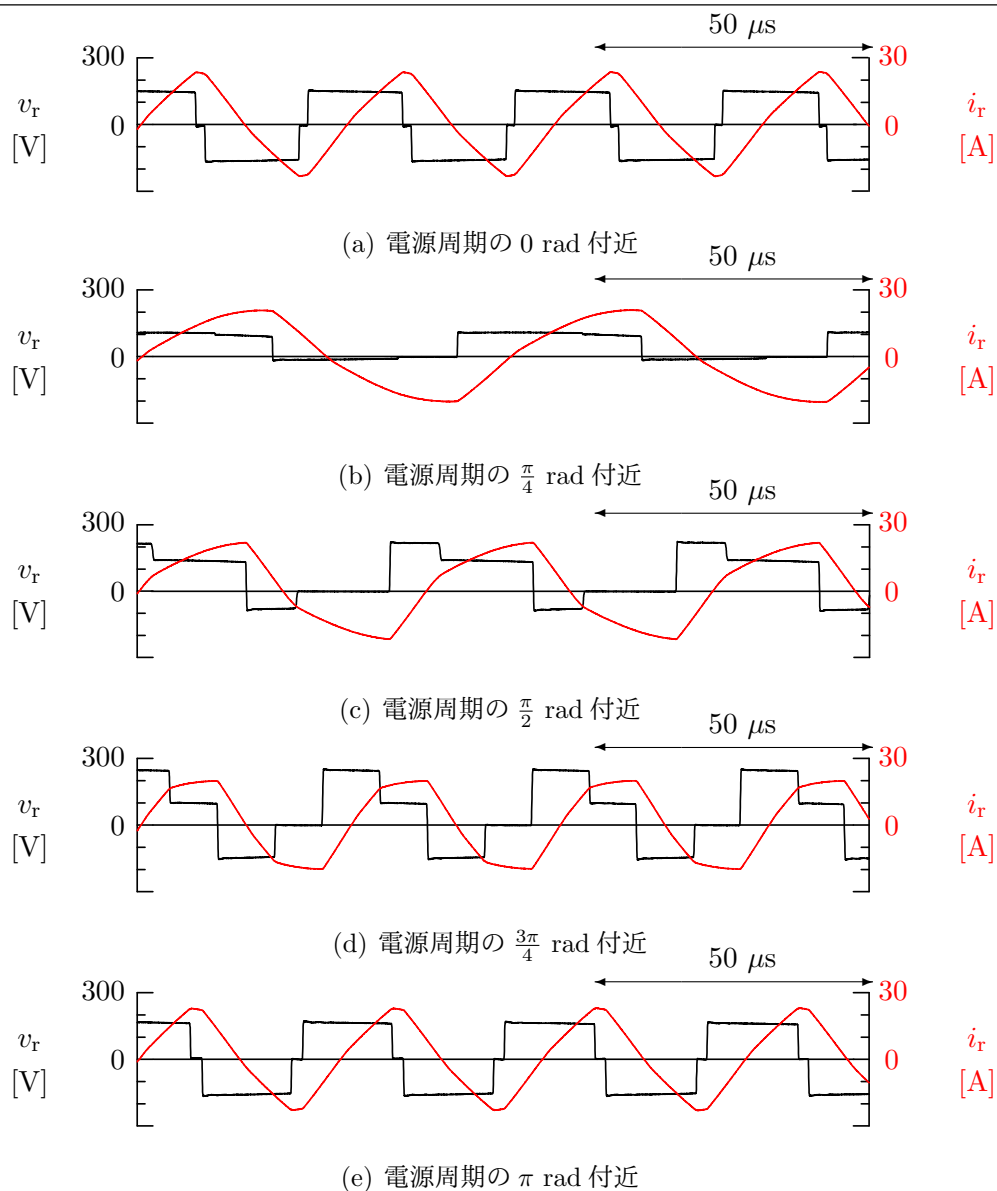 50 μs
300 30
v_r i_r
0 0
[V] [A]
(a) 電源周期の 0 rad 付近
50 μs
300 30
v_r i_r
0 0
[V] [A]
(b) 電源周期の π/4 rad 付近
50 μs
300 30
v_r i_r
0 0
[V] [A]
(c) 電源周期の π/2 rad 付近
50 μs
300 30
v_r i_r
0 0
[V] [A]
(d) 電源周期の 3π/4 rad 付近
50 μs
300 30
v_r i_r
0 0
[V] [A]
(e) 電源周期の π rad 付近